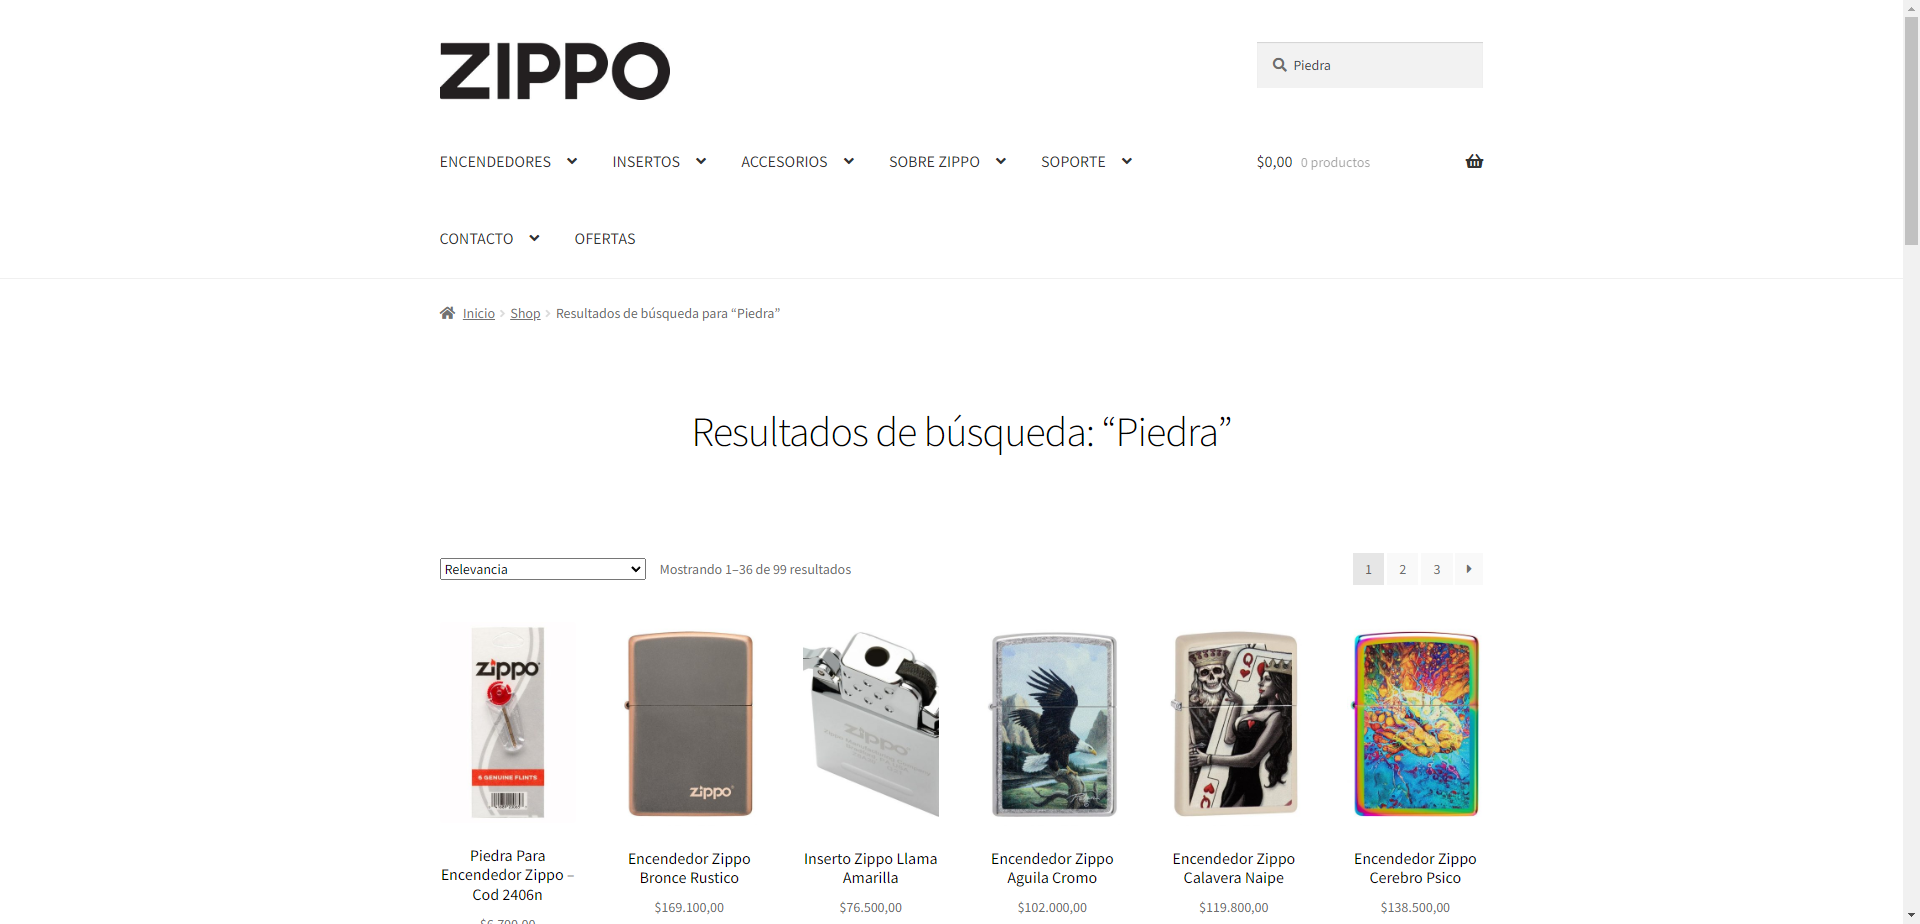 ZIPPO
Piedra
ENCENDEDORES
INSERTOS
ACCESORIOS
SOBRE ZIPPO
SOPORTE
$0,00 0 productos
CONTACTO
OFERTAS
Inicio > Shop > Resultados de búsqueda para “Piedra”
Resultados de búsqueda: “Piedra”
Relevancia
Mostrando 1–36 de 99 resultados
1 2 3
zippo
6 GENUINE FLINTS
zippo
ZIPPO
Q
Piedra Para
Encendedor Zippo –
Cod 2406n
Encendedor Zippo
Bronce Rustico
$169.100,00
Inserto Zippo Llama
Amarilla
$76.500,00
Encendedor Zippo
Aguila Cromo
$102.000,00
Encendedor Zippo
Calavera Naipe
$119.800,00
Encendedor Zippo
Cerebro Psico
$138.500,00